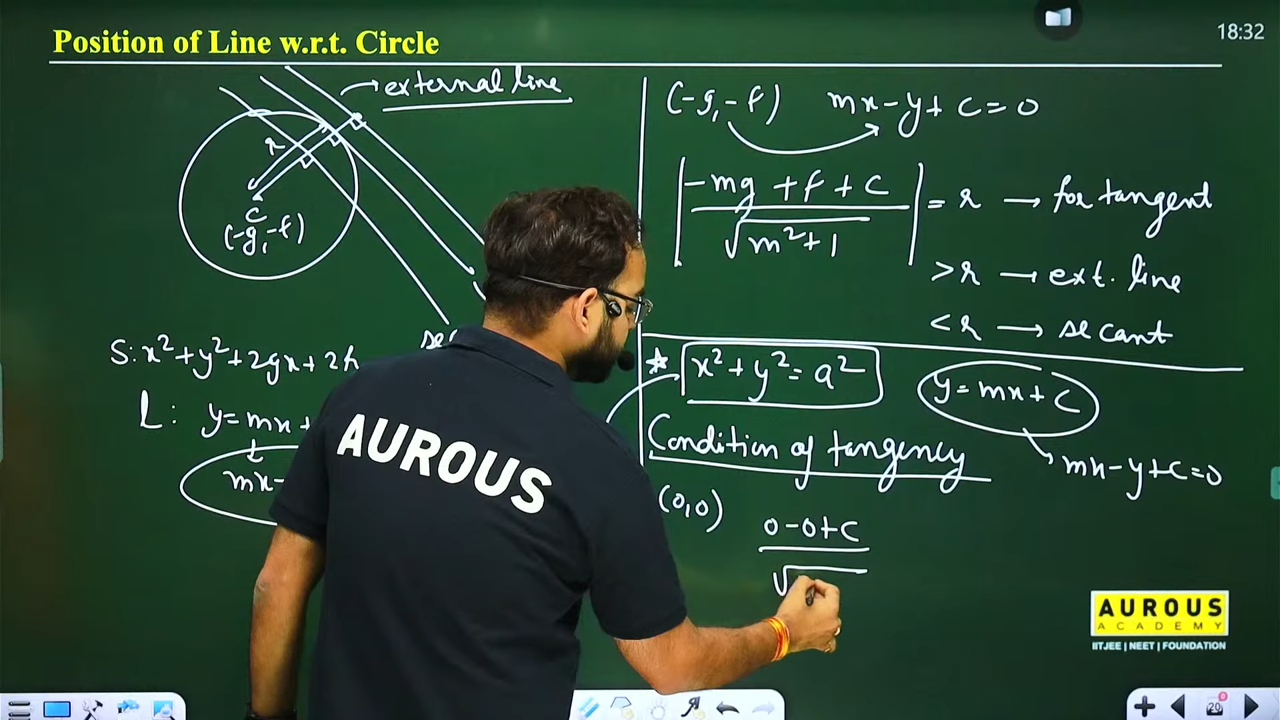 Position of Line w.r.t. Circle
18:32
external line
r
c
(-g, -f)
S: x²+y²+2gx+2f
L: y=mx+
mx-
(-g, -f) mx-y+c=0
|-mg+f+c / √m²+1| = r → for tangent
>r → ext. line
<r → secant
* x²+y²=a² y=mx+c
Condition of tangency
mx-y+c=0
(0,0) 0-0+c
√
AUROUS
AUROUS
ACADEMY
IITJEE | NEET | FOUNDATION
20